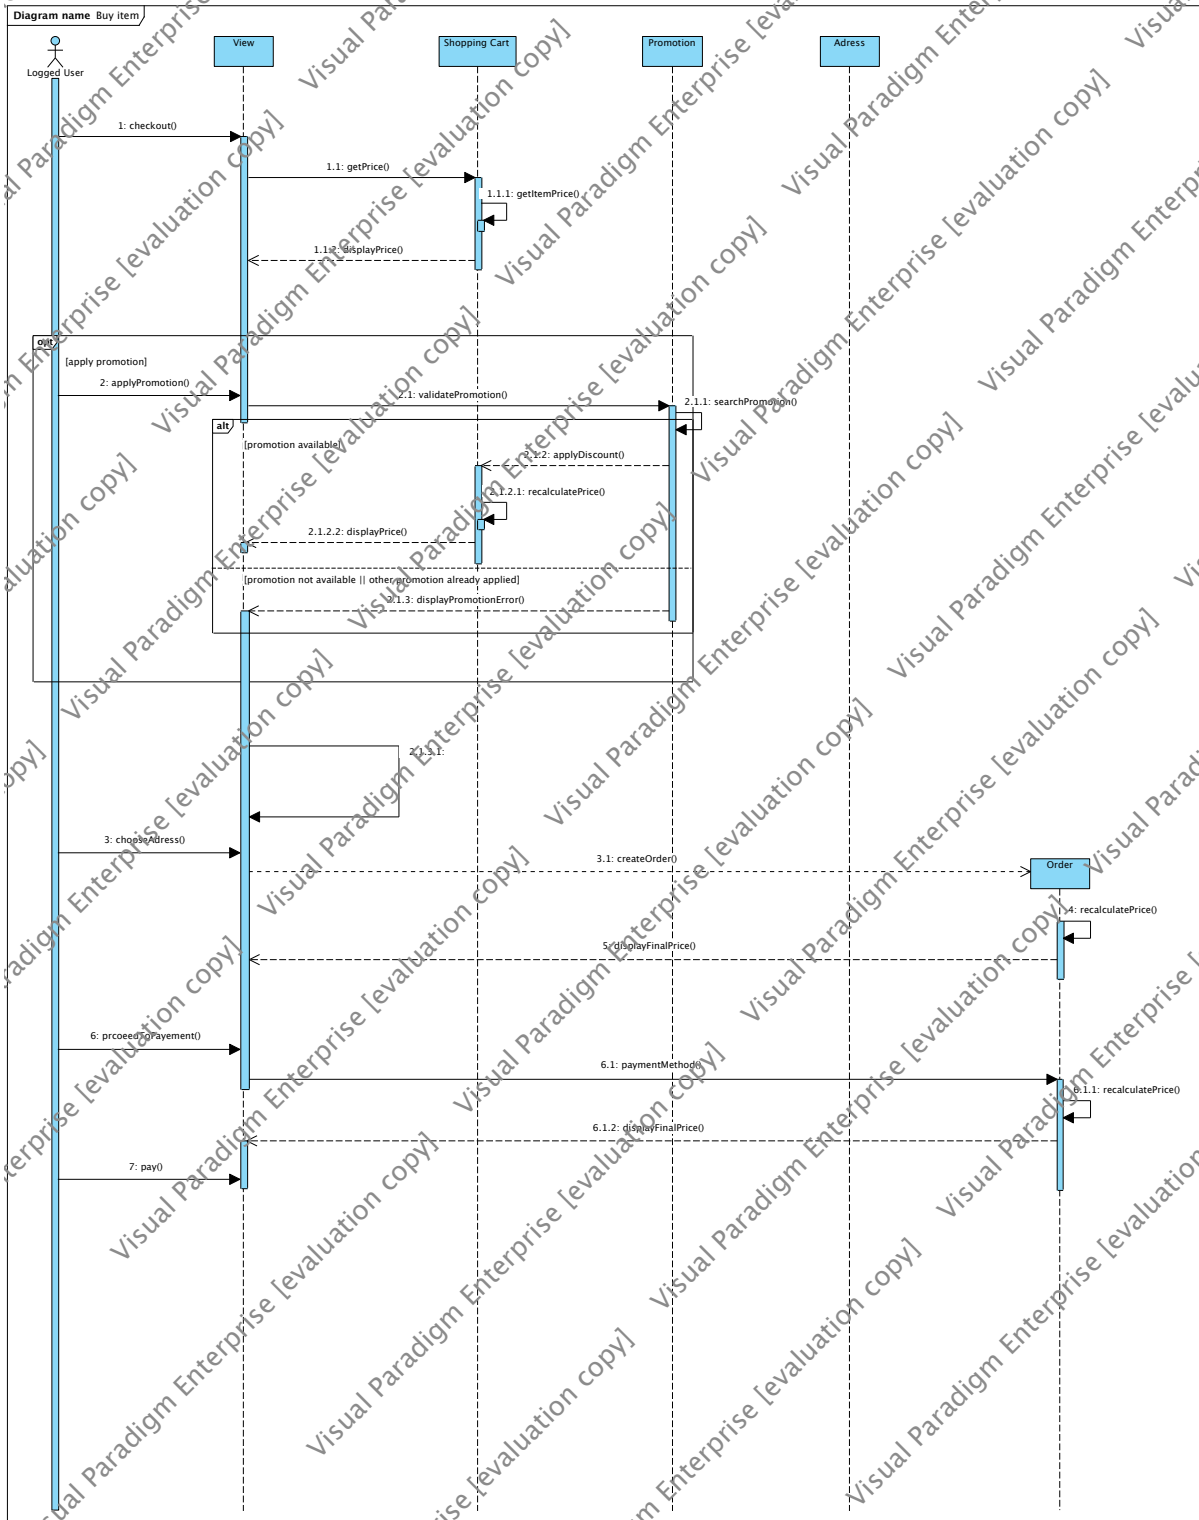 Diagram name Buy item
View
Shopping Cart
Promotion
Adress
Logged User
1: checkout()
1.1: getPrice()
1.1.1: getItemPrice()
1.1.2: displayPrice()
opt
[apply promotion]
2: applyPromotion()
2.1: validatePromotion()
2.1.1: searchPromotion()
alt
[promotion available]
2.1.2: applyDiscount()
2.1.2.1: recalculatePrice()
2.1.2.2: displayPrice()
[promotion not available || other promotion already applied]
2.1.3: displayPromotionError()
2.1.3.1:
3: chooseAdress()
3.1: createOrder()
Order
4: recalculatePrice()
5: displayFinalPrice()
6: prcoeedToPayement()
6.1: paymentMethod()
6.1.1: recalculatePrice()
6.1.2: displayFinalPrice()
7: pay()
Visual Paradigm Enterprise [evaluation copy]